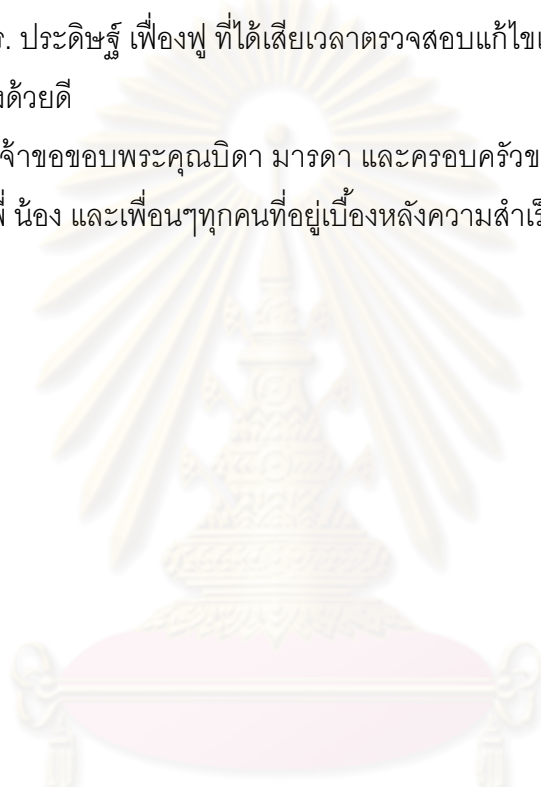 ร. ประดิษฐ์ เฟื่องฟู ที่ได้เสียเวลาตรวจสอบแก้ไข
งด้วยดี
จ้าขอขอบพระคุณบิดา มารดา และครอบครัวข
พี่ น้อง และเพื่อนๆทุกคนที่อยู่เบื้องหลังความสำเร็